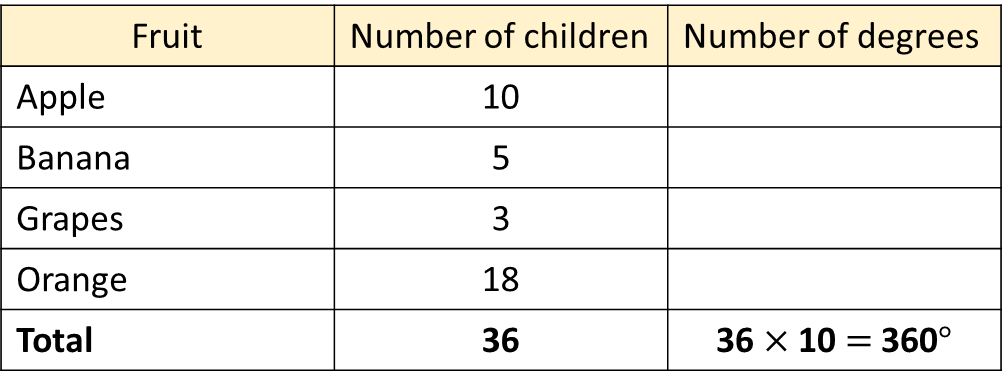 Fruit Number of children Number of degrees
Apple 10
Banana 5
Grapes 3
Orange 18
Total 36 36 × 10 = 360°